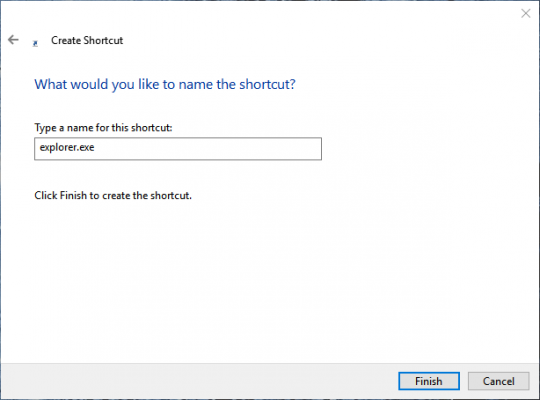 Create Shortcut
What would you like to name the shortcut?
Type a name for this shortcut:
explorer.exe
Click Finish to create the shortcut.
Finish Cancel